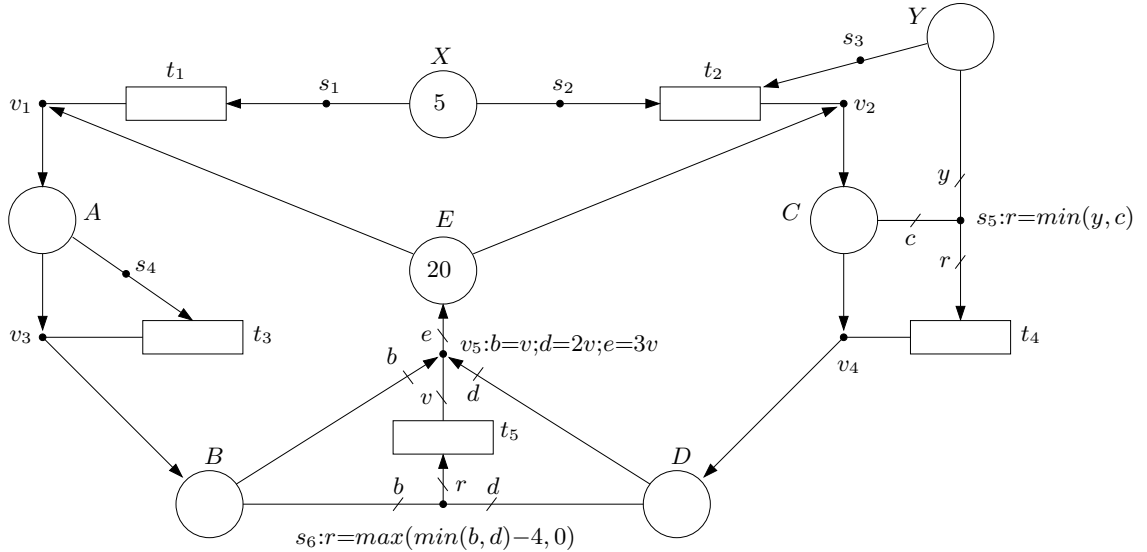 Y
X
s3
t1
s1
s2
t2
v1
5
v2
y
A
C
E
c
s5:r=min(y,c)
s4
20
r
v3
t3
e
v5:b=v;d=2v;e=3v
b
v
d
v4
t4
t5
B
D
b
r
d
s6:r=max(min(b,d)−4,0)